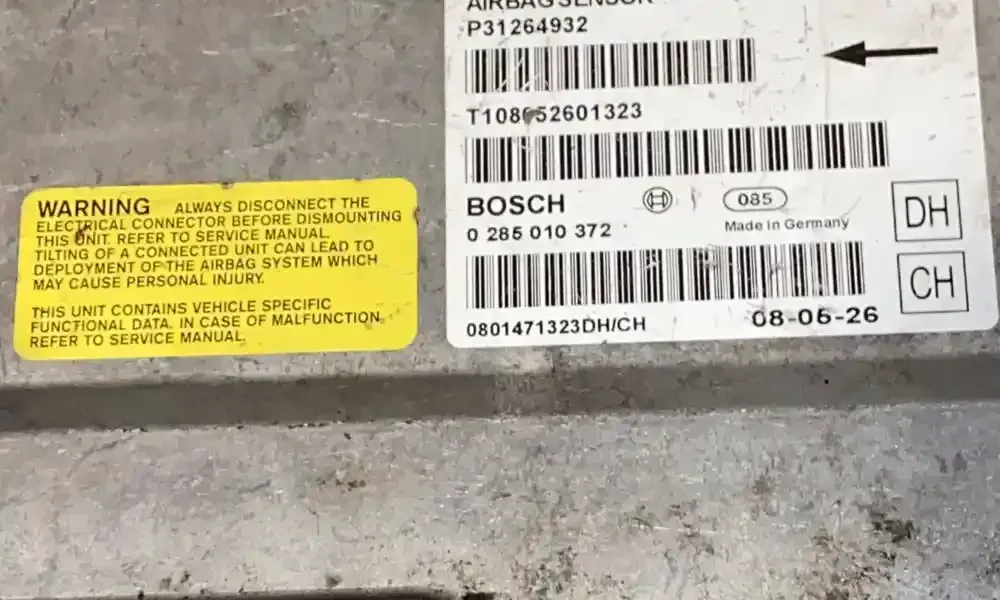 WARNING ALWAYS DISCONNECT THE
ELECTRICAL CONNECTOR BEFORE DISMOUNTING
THIS UNIT. REFER TO SERVICE MANUAL.
TILTING OF A CONNECTED UNIT CAN LEAD TO
DEPLOYMENT OF THE AIRBAG SYSTEM WHICH
MAY CAUSE PERSONAL INJURY.
THIS UNIT CONTAINS VEHICLE SPECIFIC
FUNCTIONAL DATA. IN CASE OF MALFUNCTION,
REFER TO SERVICE MANUAL.
AIRBAG SENSOR
P31264932
BOSCH
085
0 285 010 372
Made in Germany
DH
CH
0801471323DH/CH
08-06-26